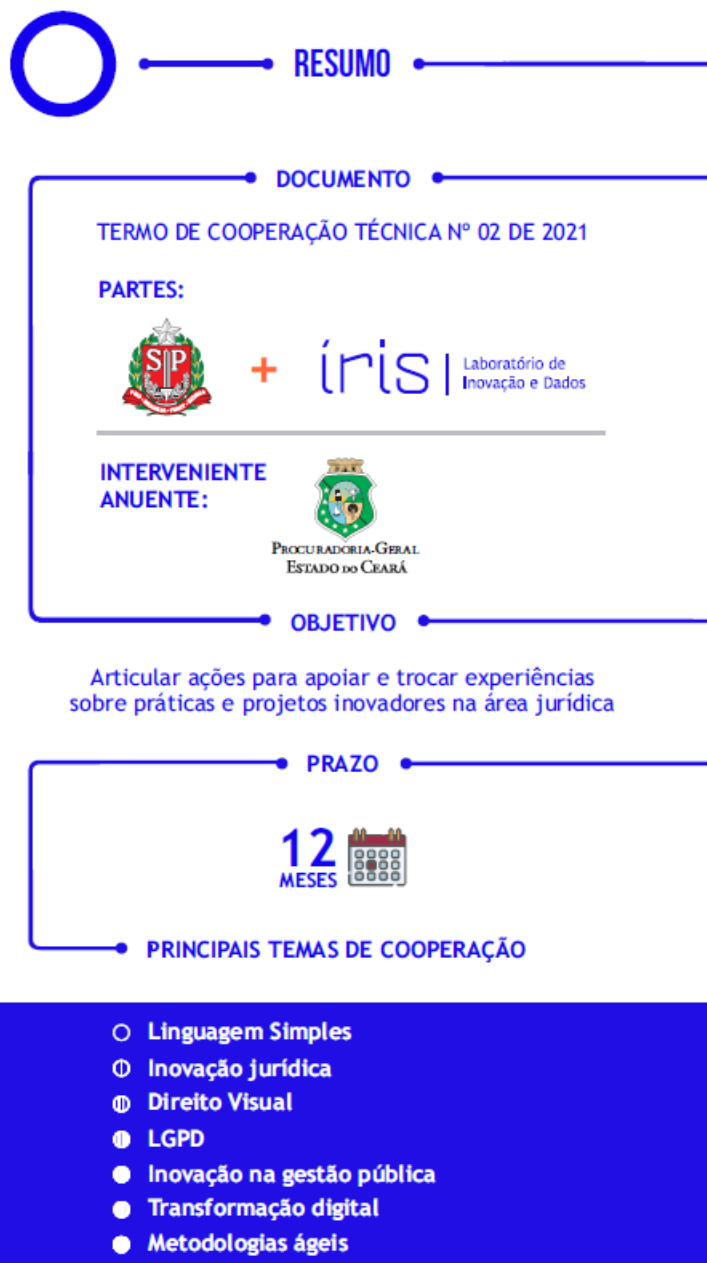 RESUMO
DOCUMENTO
TERMO DE COOPERAÇÃO TÉCNICA Nº 02 DE 2021
PARTES:
SP
+
íris | Laboratório de
Inovação e Dados
INTERVENIENTE
ANUENTE:
PROCURADORIA-GERAL
ESTADO DO CEARÁ
OBJETIVO
Articular ações para apoiar e trocar experiências
sobre práticas e projetos inovadores na área jurídica
PRAZO
12
MESES
PRINCIPAIS TEMAS DE COOPERAÇÃO
Linguagem Simples
Inovação jurídica
Direito Visual
LGPD
Inovação na gestão pública
Transformação digital
Metodologias ágeis